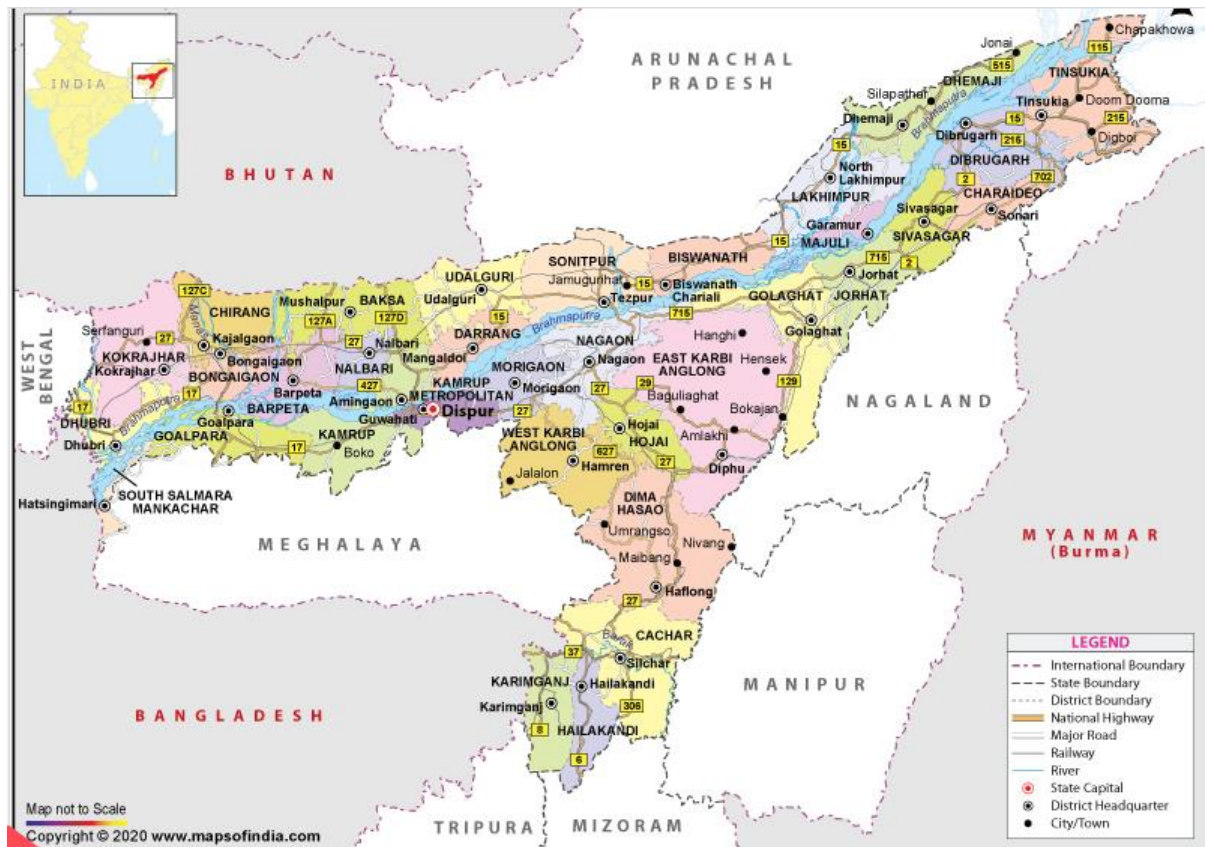 INDIA
ARUNACHAL
PRADESH
BHUTAN
WEST
BENGAL
NAGALAND
MYANMAR
(Burma)
MEGHALAYA
MANIPUR
BANGLADESH
TRIPURA
MIZORAM
Chapakhowa
115
Jonai
515
DHEMAJI
TINSUKIA
Silapathar
Brahmaputra
Tinsukia
Doom Dooma
Dhemaji
15
215
Dibrugarh
Digboi
15
216
DIBRUGARH
North
Lakhimpur
2
702
LAKHIMPUR
CHARAIDEO
Sivasagar
Sonari
Garamur
MAJULI
SIVASAGAR
15
715
2
SONITPUR
BISWANATH
Jorhat
UDALGURI
Jamugurihat
15
Biswanath
Chariali
GOLAGHAT
JORHAT
127C
Mushalpur
BAKSA
Udalguri
Tezpur
CHIRANG
127A
127D
15
Brahmaputra
715
Golaghat
Manas
DARRANG
Hanghi
Serfanguri
27
Kajalgaon
27
Nalbari
Mangaldoi
NAGAON
KOKRAJHAR
Bongaigaon
NALBARI
MORIGAON
Nagaon
EAST KARBI
ANGLONG
Hensek
Kokrajhar
BONGAIGAON
Barpeta
427
KAMRUP
METROPOLITAN
Morigaon
27
29
129
17
Amingaon
Baguliaghat
17
Brahmaputra
BARPETA
Guwahati
Dispur
27
Bokajan
DHUBRI
Goalpara
Hojai
Amlakhi
Dhubri
GOALPARA
17
KAMRUP
Boko
WEST KARBI
ANGLONG
627
HOJAI
27
Diphu
Hamren
SOUTH SALMARA
MANKACHAR
Jalalon
Hatsingimari
DIMA
HASAO
Umrangso
Nivang
Maibang
Haflong
27
CACHAR
Barak
37
Silchar
KARIMGANJ
Hailakandi
Karimganj
306
8
HAILAKANDI
6
LEGEND
International Boundary
State Boundary
District Boundary
National Highway
Major Road
Railway
River
State Capital
District Headquarter
City/Town
Map not to Scale
Copyright © 2020 www.mapsofindia.com